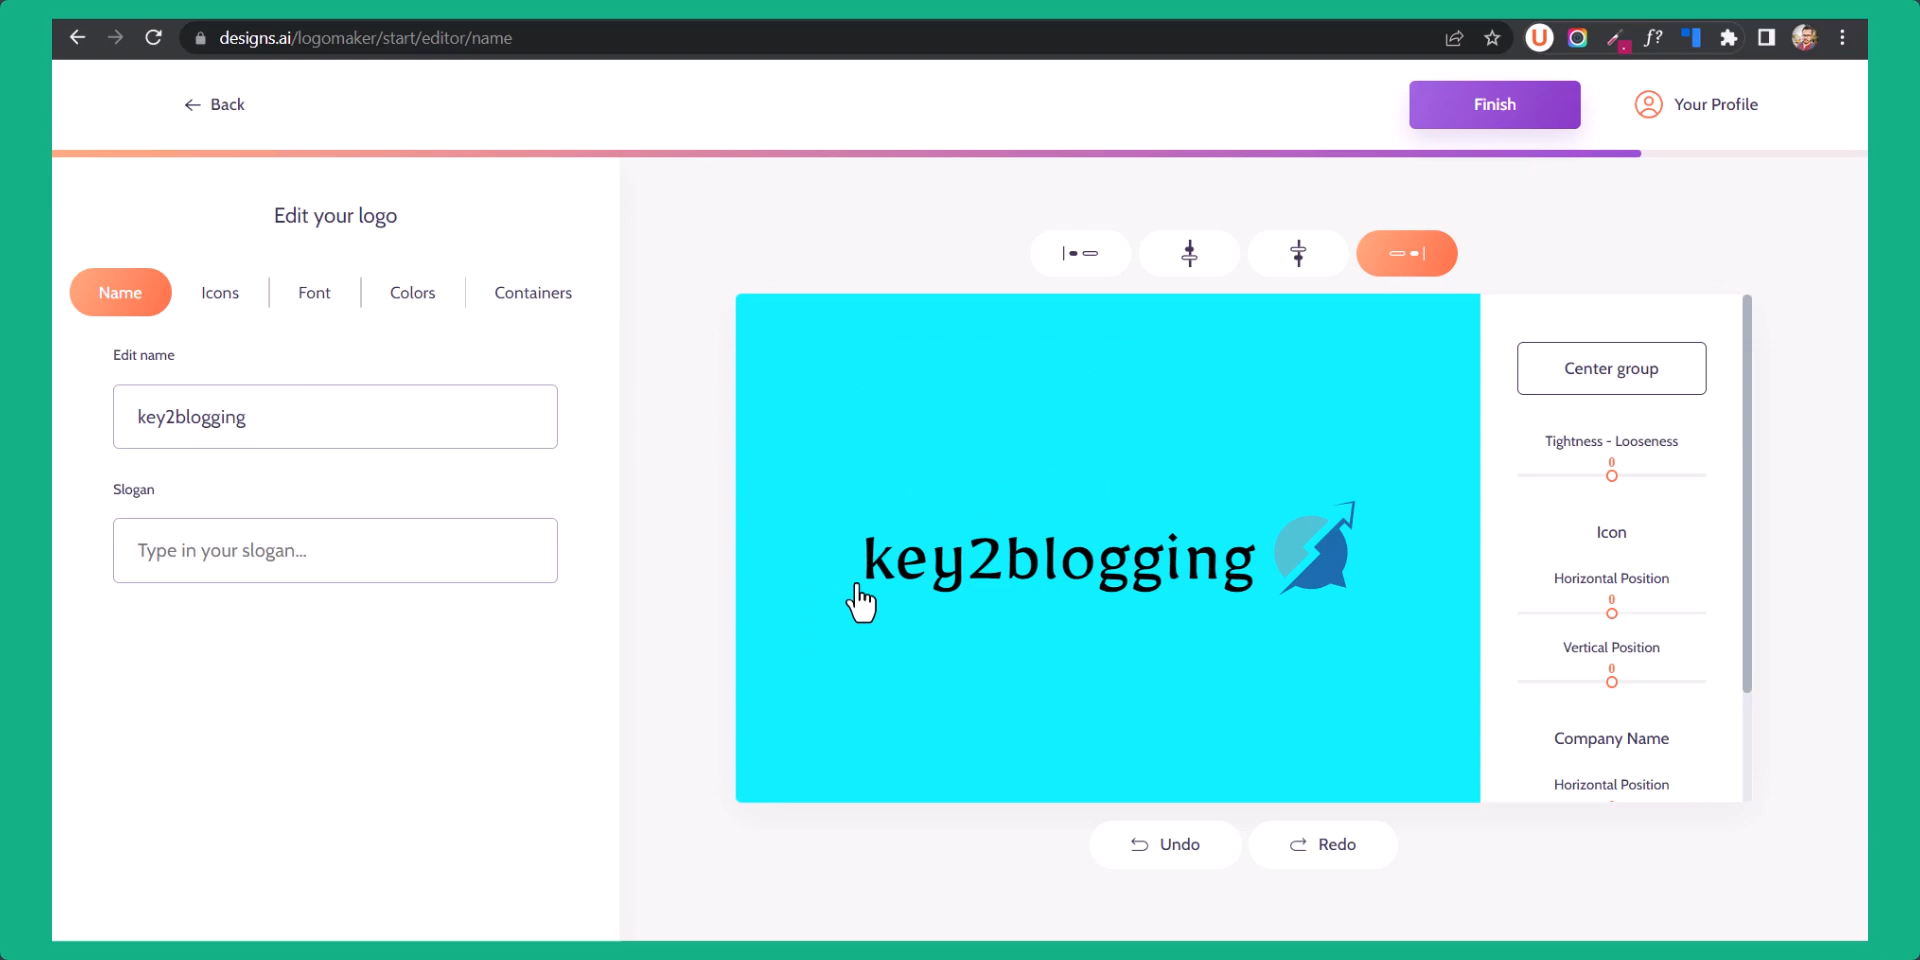 designs.ai/logomaker/start/editor/name
U
f?
Back
Finish
Your Profile
Edit your logo
Name
Icons
Font
Colors
Containers
Edit name
key2blogging
Slogan
Type in your slogan...
key2blogging
Center group
Tightness - Looseness
0
Icon
Horizontal Position
0
Vertical Position
0
Company Name
Horizontal Position
Undo
Redo